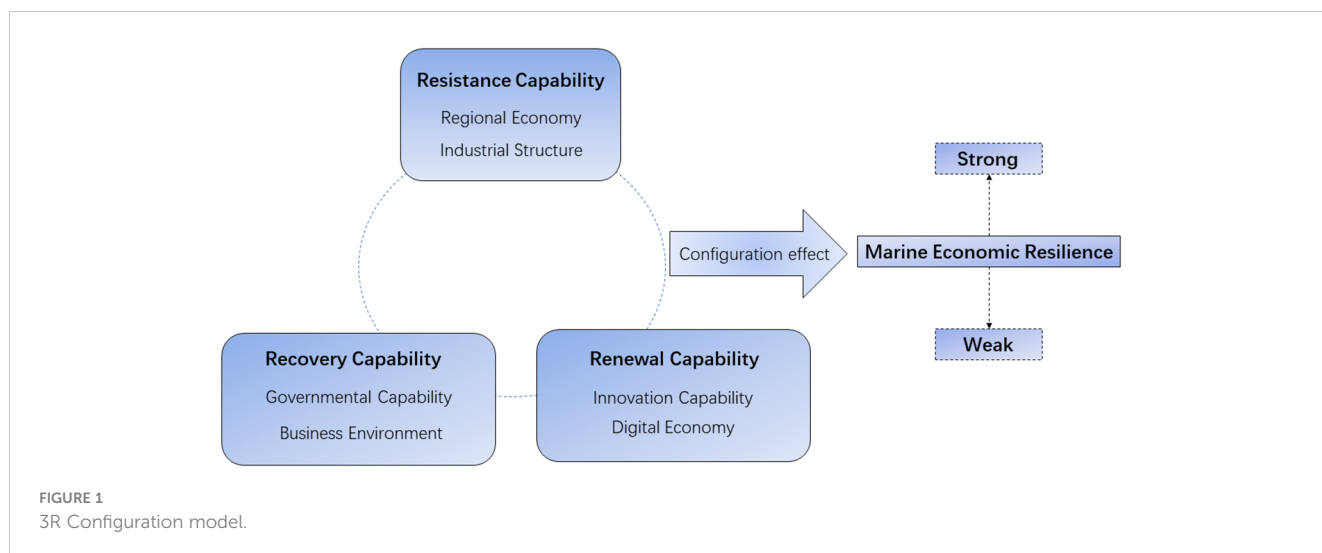 Resistance Capability
Regional Economy
Industrial Structure
Recovery Capability
Governmental Capability
Business Environment
Renewal Capability
Innovation Capability
Digital Economy
Configuration effect
Strong
Marine Economic Resilience
Weak
FIGURE 1
3R Configuration model.